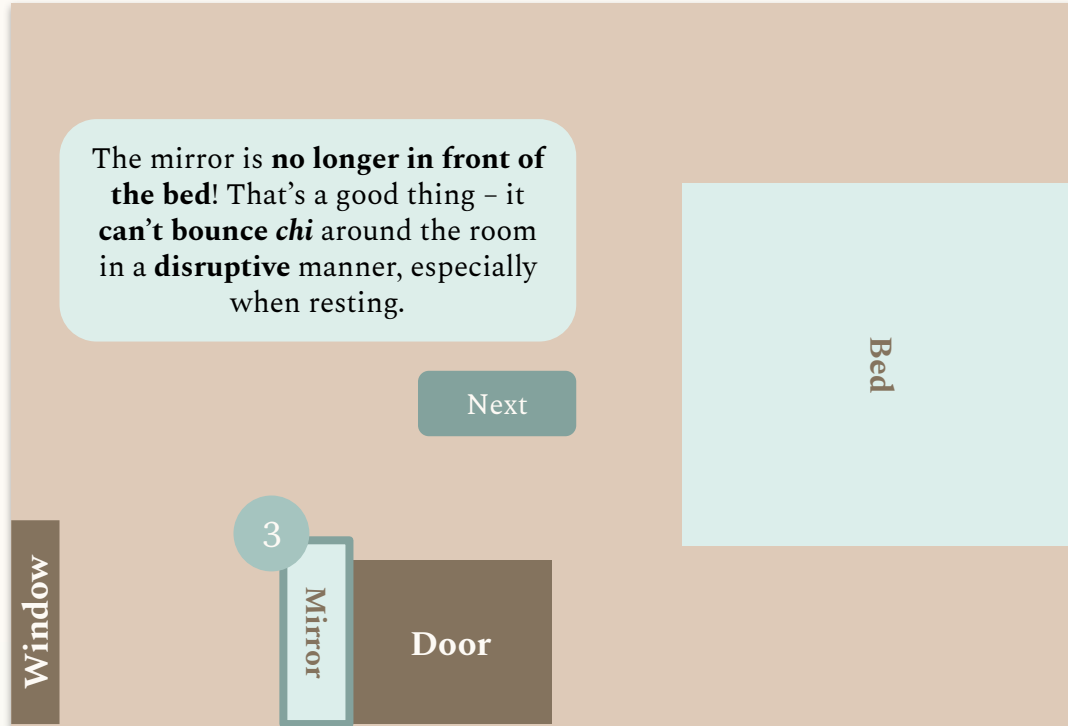 The mirror is no longer in front of
the bed! That’s a good thing – it
can’t bounce chi around the room
in a disruptive manner, especially
when resting.
Bed
Next
3
Window
Mirror
Door